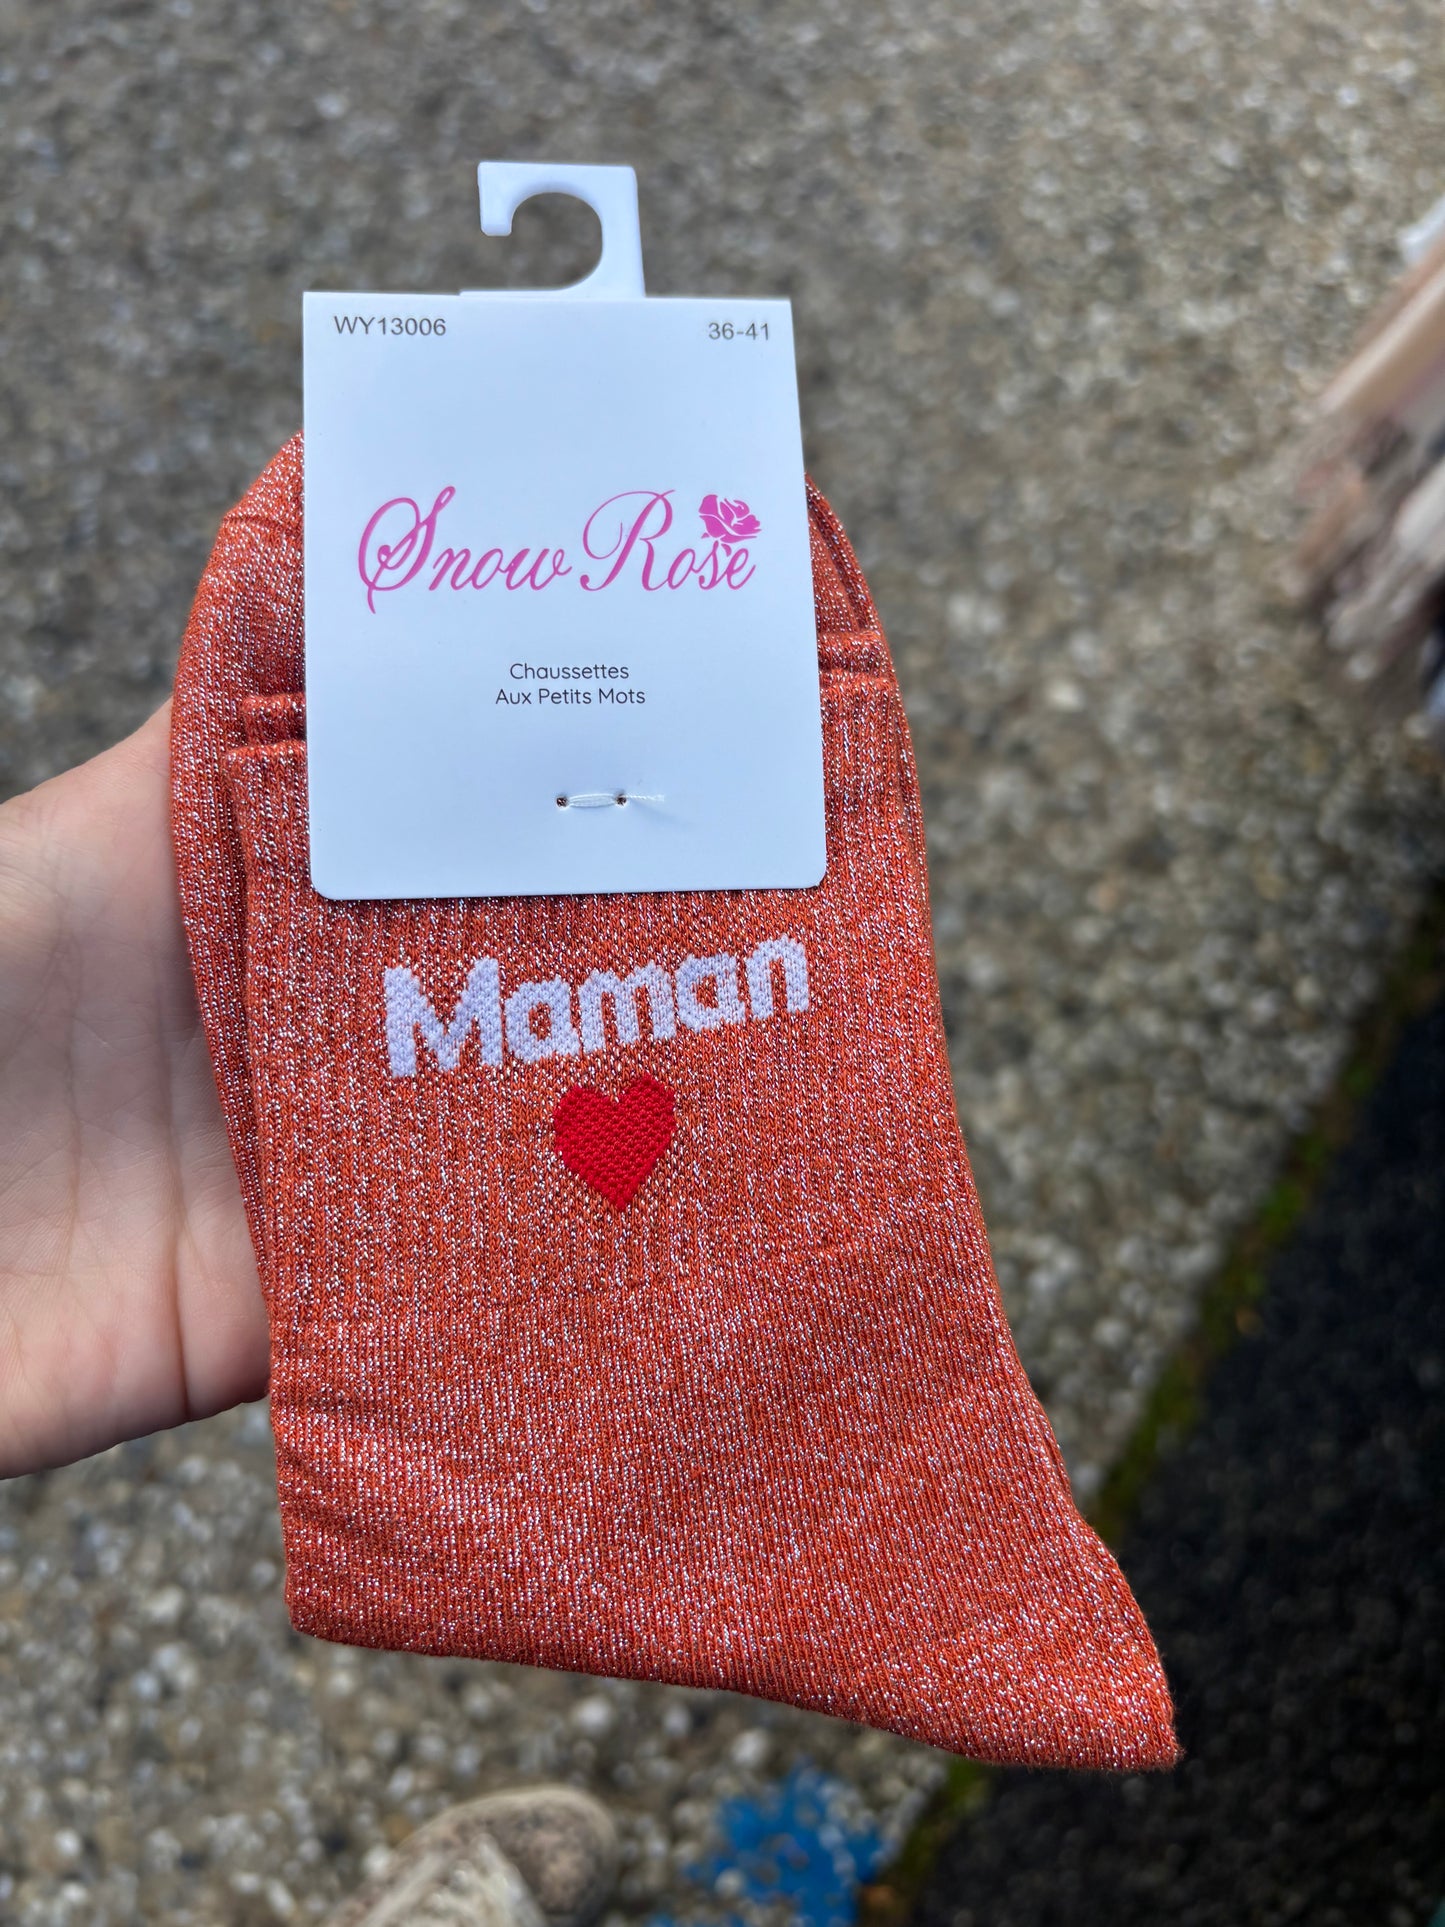 WY13006 36-41
Snow Rose
Chaussettes
Aux Petits Mots
Maman